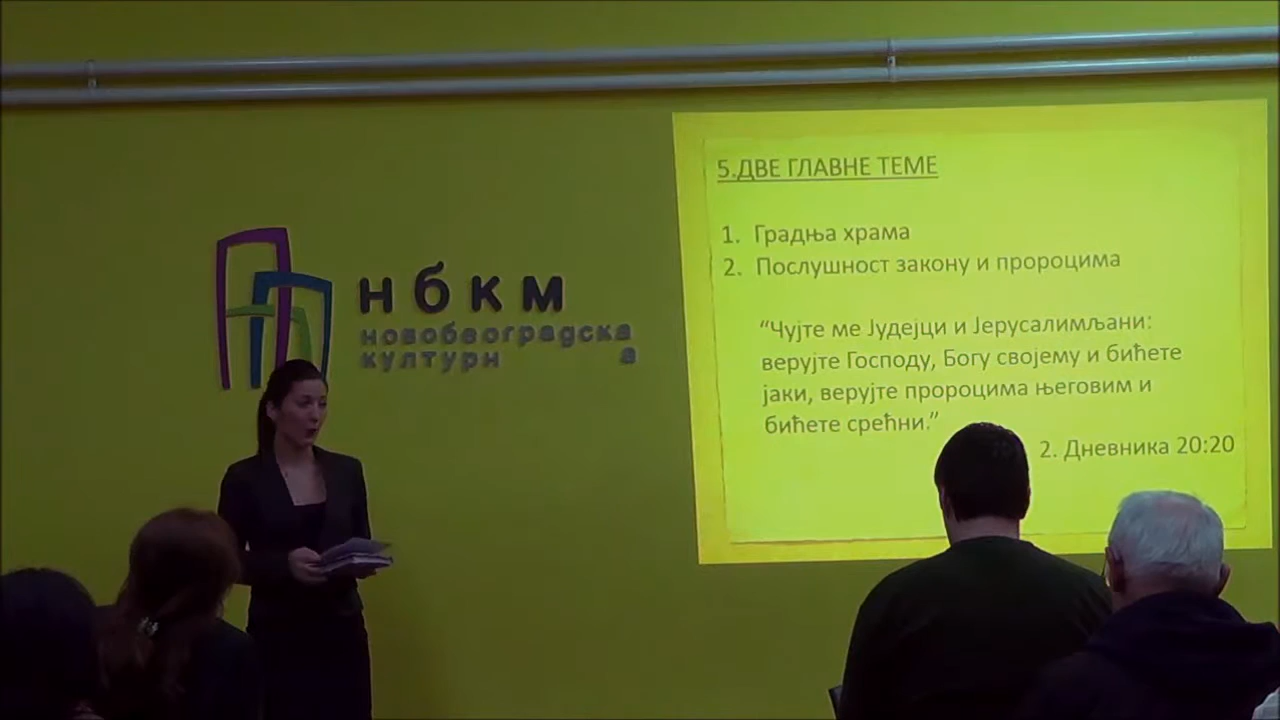 нбкм
новобеоградска
културн а
5.ДВЕ ГЛАВНЕ ТЕМЕ
1. Градња храма
2. Послушност закону и пророцима
“Чујте ме Јудејци и Јерусалимљани:
верујте Господу, Богу својему и бићете
јаки, верујте пророцима његовим и
бићете срећни.”
2. Дневника 20:20